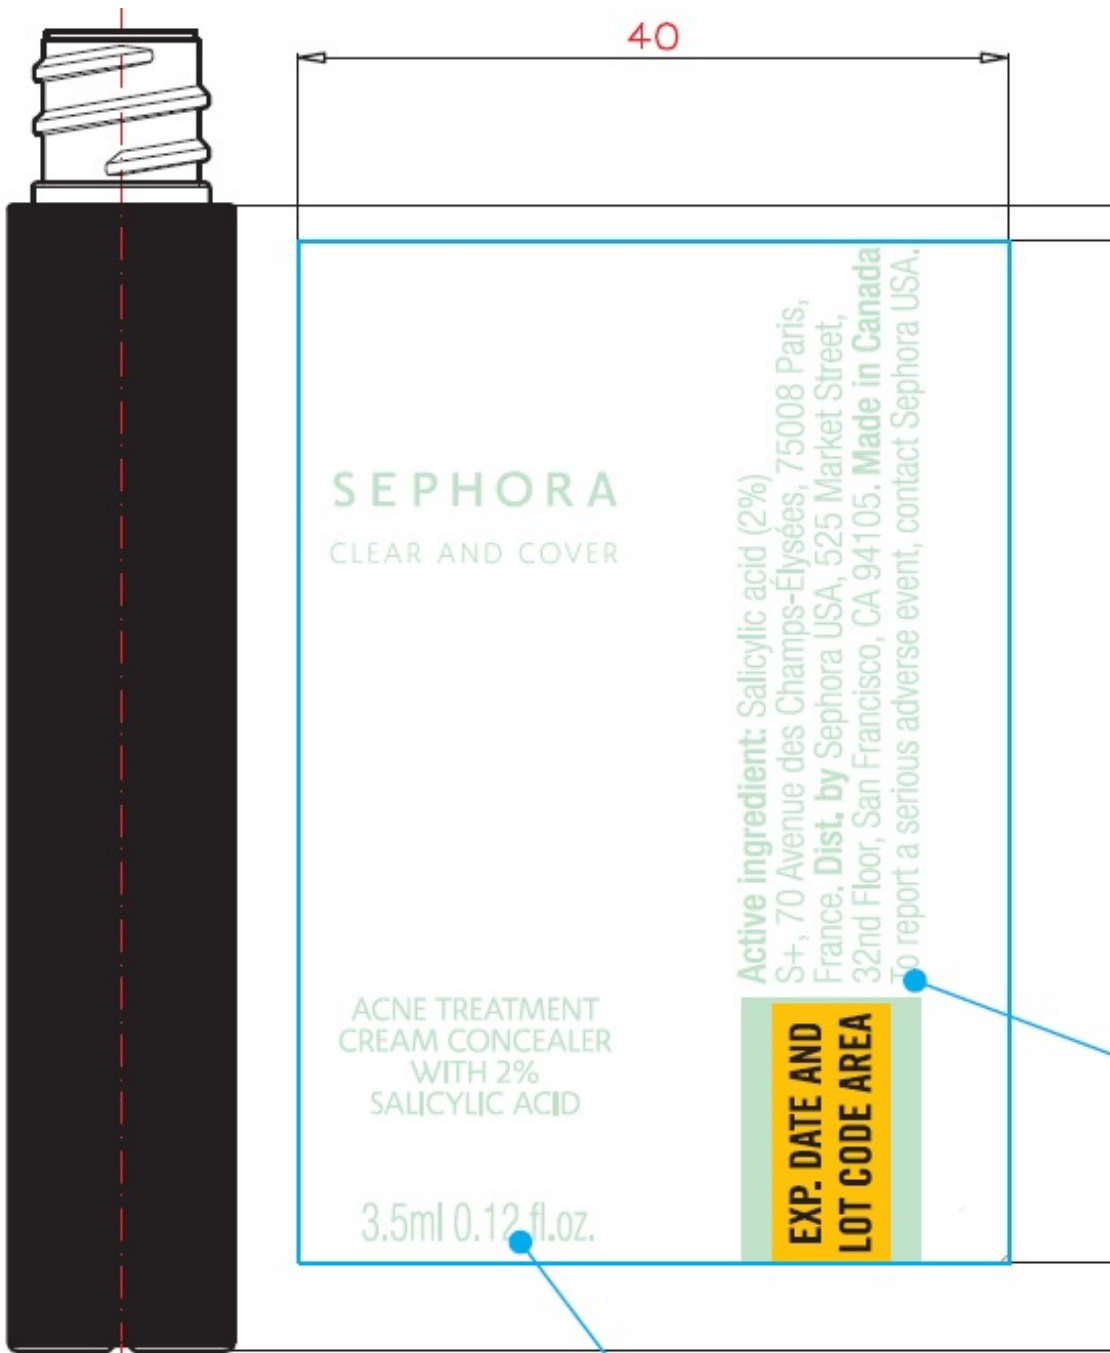 40
SEPHORA
CLEAR AND COVER
ACNE TREATMENT
CREAM CONCEALER
WITH 2%
SALICYLIC ACID
3.5ml 0.12 fl.oz.
Active ingredient: Salicylic acid (2%)
S+, 70 Avenue des Champs-Élysées, 75008 Paris,
France. Dist. by Sephora USA, 525 Market Street,
32nd Floor, San Francisco, CA 94105. Made in Canada
To report a serious adverse event, contact Sephora USA.
EXP. DATE AND
LOT CODE AREA